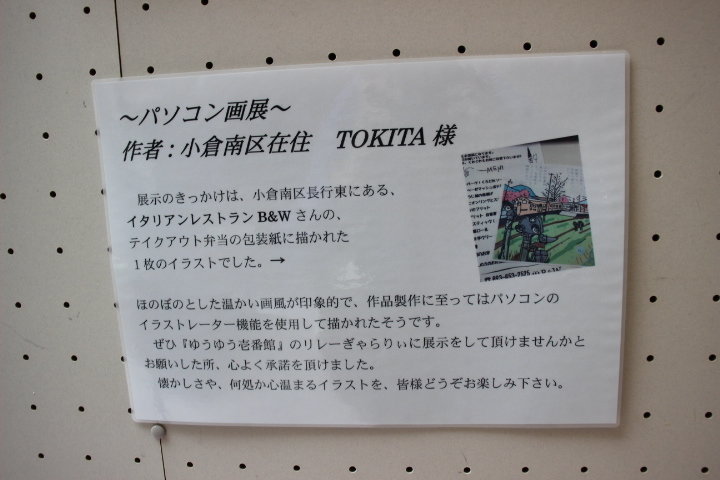 ～パソコン画展～
作者：小倉南区在住　TOKITA 様
展示のきっかけは、小倉南区長行東にある、
イタリアンレストラン B&W さんの、
テイクアウト弁当の包装紙に描かれた
１枚のイラストでした。→
ほのぼのとした温かい画風が印象的で、作品製作に至ってはパソコンの
イラストレーター機能を使用して描かれたそうです。
ぜひ『ゆうゆう壱番館』のリレーぎゃらりぃに展示をして頂けませんかと
お願いした所、心よく承諾を頂けました。
懐かしさや、何処か心温まるイラストを、皆様どうぞお楽しみ下さい。